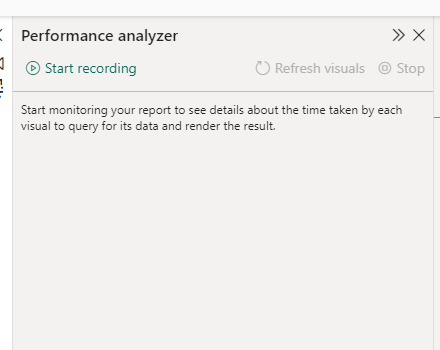 Performance analyzer
Start recording
Refresh visuals
Stop
Start monitoring your report to see details about the time taken by each
visual to query for its data and render the result.